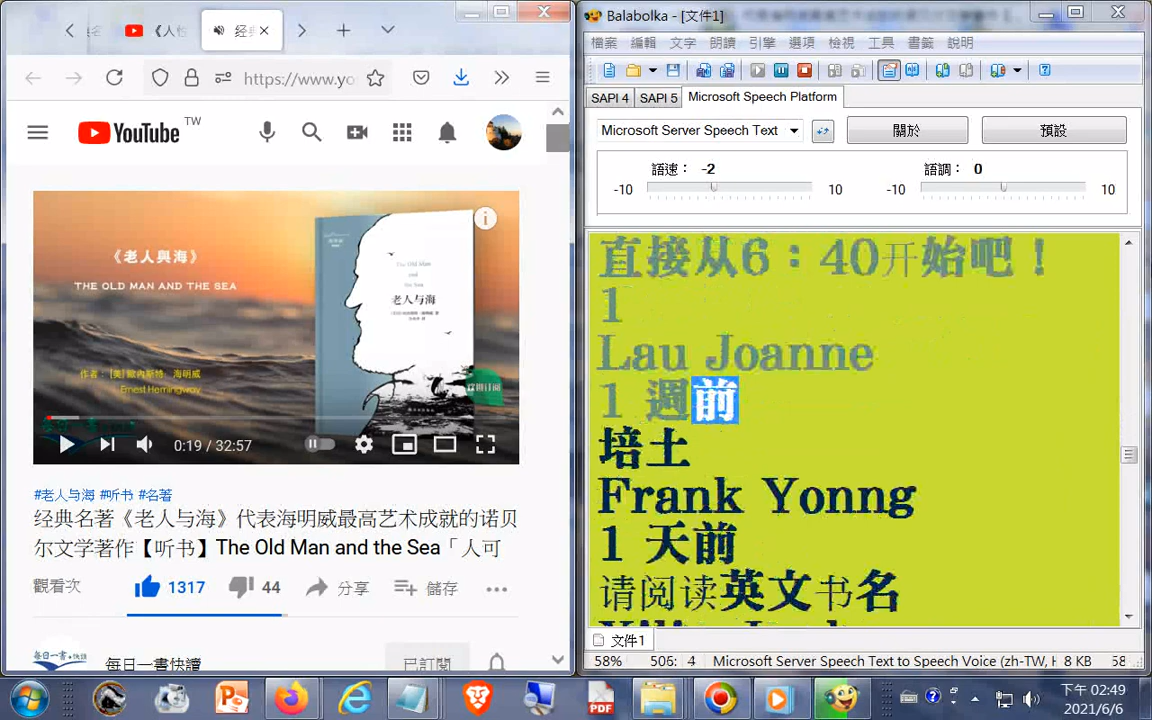 《人性
经
https://www.yo
YouTube
TW
《老人與海》
THE OLD MAN AND THE SEA
The Old Man
and
the Sea
老人与海
作者：[美] 歐內斯特·海明威
Ernest Hemingway
0:19 / 32:57
#老人与海 #听书 #名著
经典名著《老人与海》代表海明威最高艺术成就的诺贝
尔文学著作【听书】The Old Man and the Sea「人可
觀看次
1317
44
分享
儲存
每日一書◆快讀
每日一書快讀
已訂閱
Balabolka - [文件1]
檔案 編輯 文字 朗讀 引擎 選項 檢視 工具 書籤 說明
SAPI 4
SAPI 5
Microsoft Speech Platform
Microsoft Server Speech Text
關於
預設
語速： -2
語調： 0
-10
10
-10
10
直接从6：40开始吧！
1
Lau Joanne
1 週前
培土
Frank Yonng
1 天前
请阅读英文书名
文件1
58%
506: 4
Microsoft Server Speech Text to Speech Voice (zh-TW, H
8 KB
58
PDF
下午 02:49
2021/6/6